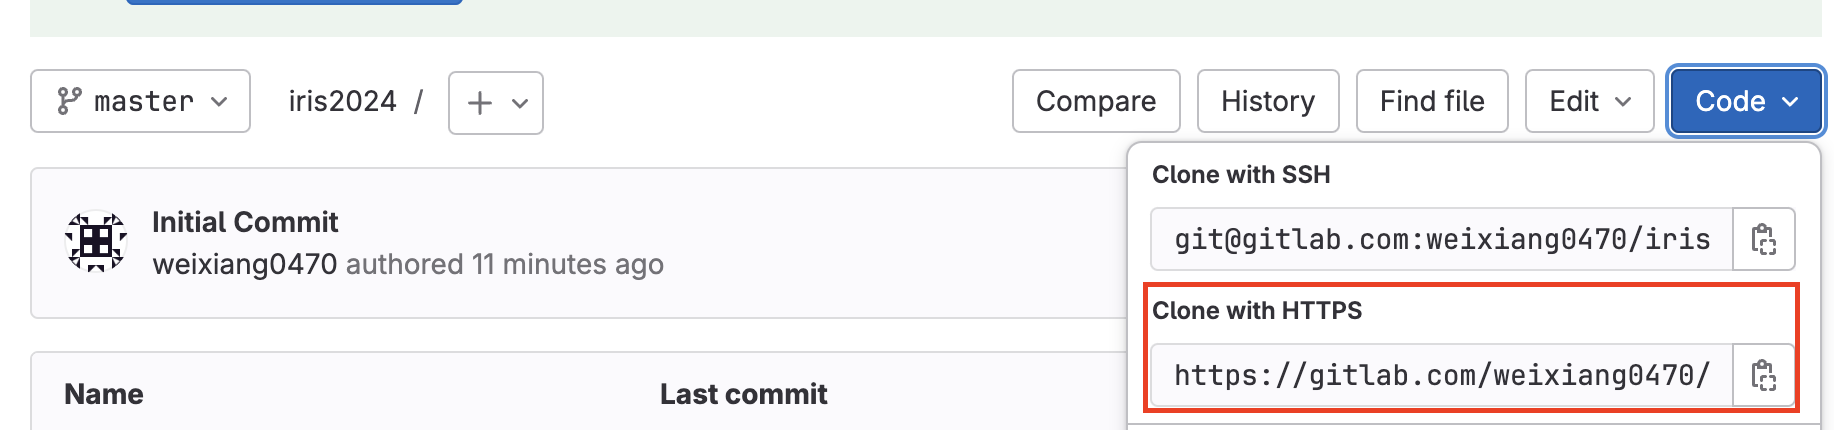 master
iris2024 /
Compare
History
Find file
Edit
Code
Clone with SSH
git@gitlab.com:weixiang0470/iris
Clone with HTTPS
https://gitlab.com/weixiang0470/
Initial Commit
weixiang0470 authored 11 minutes ago
Name
Last commit